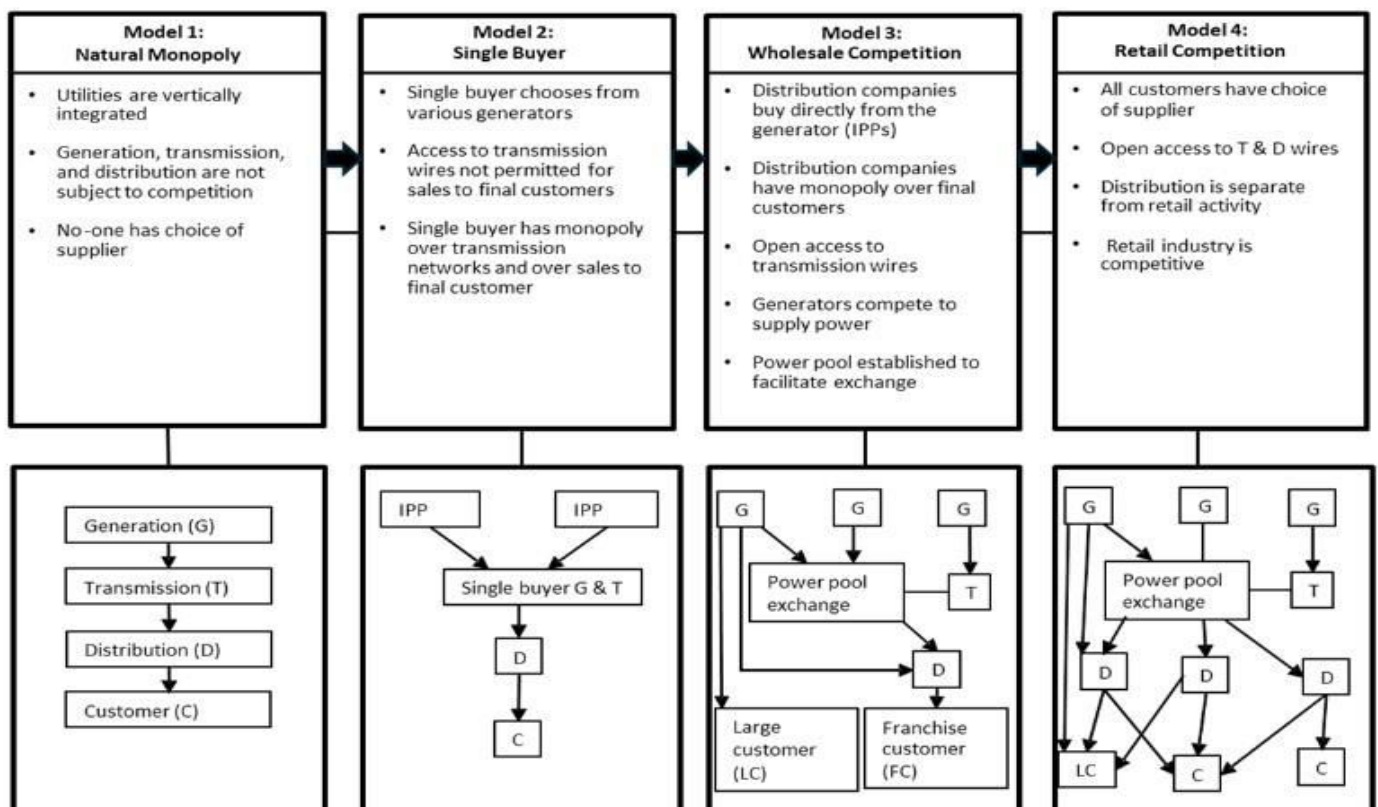 Model 1:
Natural Monopoly
• Utilities are vertically
integrated
• Generation, transmission,
and distribution are not
subject to competition
• No -one has choice of
supplier
Model 2:
Single Buyer
• Single buyer chooses from
various generators
• Access to transmission
wires not permitted for
sales to final customers
• Single buyer has monopoly
over transmission
networks and over sales to
final customer
Model 3:
Wholesale Competition
• Distribution companies
buy directly from the
generator (IPPs)
• Distribution companies
have monopoly over final
customers
• Open access to
transmission wires
• Generators compete to
supply power
• Power pool established to
facilitate exchange
Model 4:
Retail Competition
• All customers have choice
of supplier
• Open access to T & D wires
• Distribution is separate
from retail activity
• Retail industry is
competitive
Generation (G)
Transmission (T)
Distribution (D)
Customer (C)
IPP
IPP
Single buyer G & T
D
C
G
G
G
Power pool
exchange
T
D
Large
customer
(LC)
Franchise
customer
(FC)
G
G
G
Power pool
exchange
T
D
D
D
LC
C
C